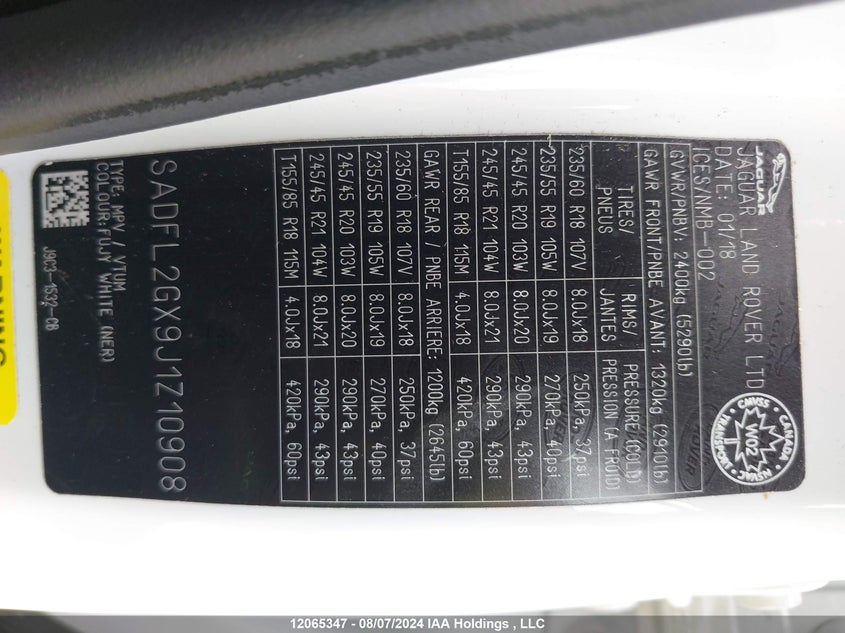 JAGUAR
JAGUAR LAND ROVER LTD
DATE: 01/18
ICES/NMB-002
GVWR/PNBV: 2400kg (5290lb)
GAWR FRONT/PNBE AVANT: 1320kg (2910lb)
TIRES/ RIMS/ PRESSURE/(COLD)
PNEUS JANTES PRESSION (A FROID)
235/60 R18 107V 8.0Jx18 250kPa, 37psi
235/55 R19 105W 8.0Jx19 270kPa, 40psi
245/45 R20 103W 8.0Jx20 290kPa, 43psi
245/45 R21 104W 8.0Jx21 290kPa, 43psi
T155/85 R18 115M 4.0Jx18 420kPa, 60psi
GAWR REAR / PNBE ARRIERE: 1200kg (2645lb)
235/60 R18 107V 8.0Jx18 250kPa, 37psi
235/55 R19 105W 8.0Jx19 270kPa, 40psi
245/45 R20 103W 8.0Jx20 290kPa, 43psi
245/45 R21 104W 8.0Jx21 290kPa, 43psi
T155/85 R18 115M 4.0Jx18 420kPa, 60psi
SADFL2GX9J1Z10908
TYPE: MPV / VTUM
COLOUR:FUJY WHITE (NER)
J9C3-1532-CB
CANADA
CMVSS
NSVAC
W02
I
TRANSPORT
WARNING
12065347 - 08/07/2024 IAA Holdings , LLC